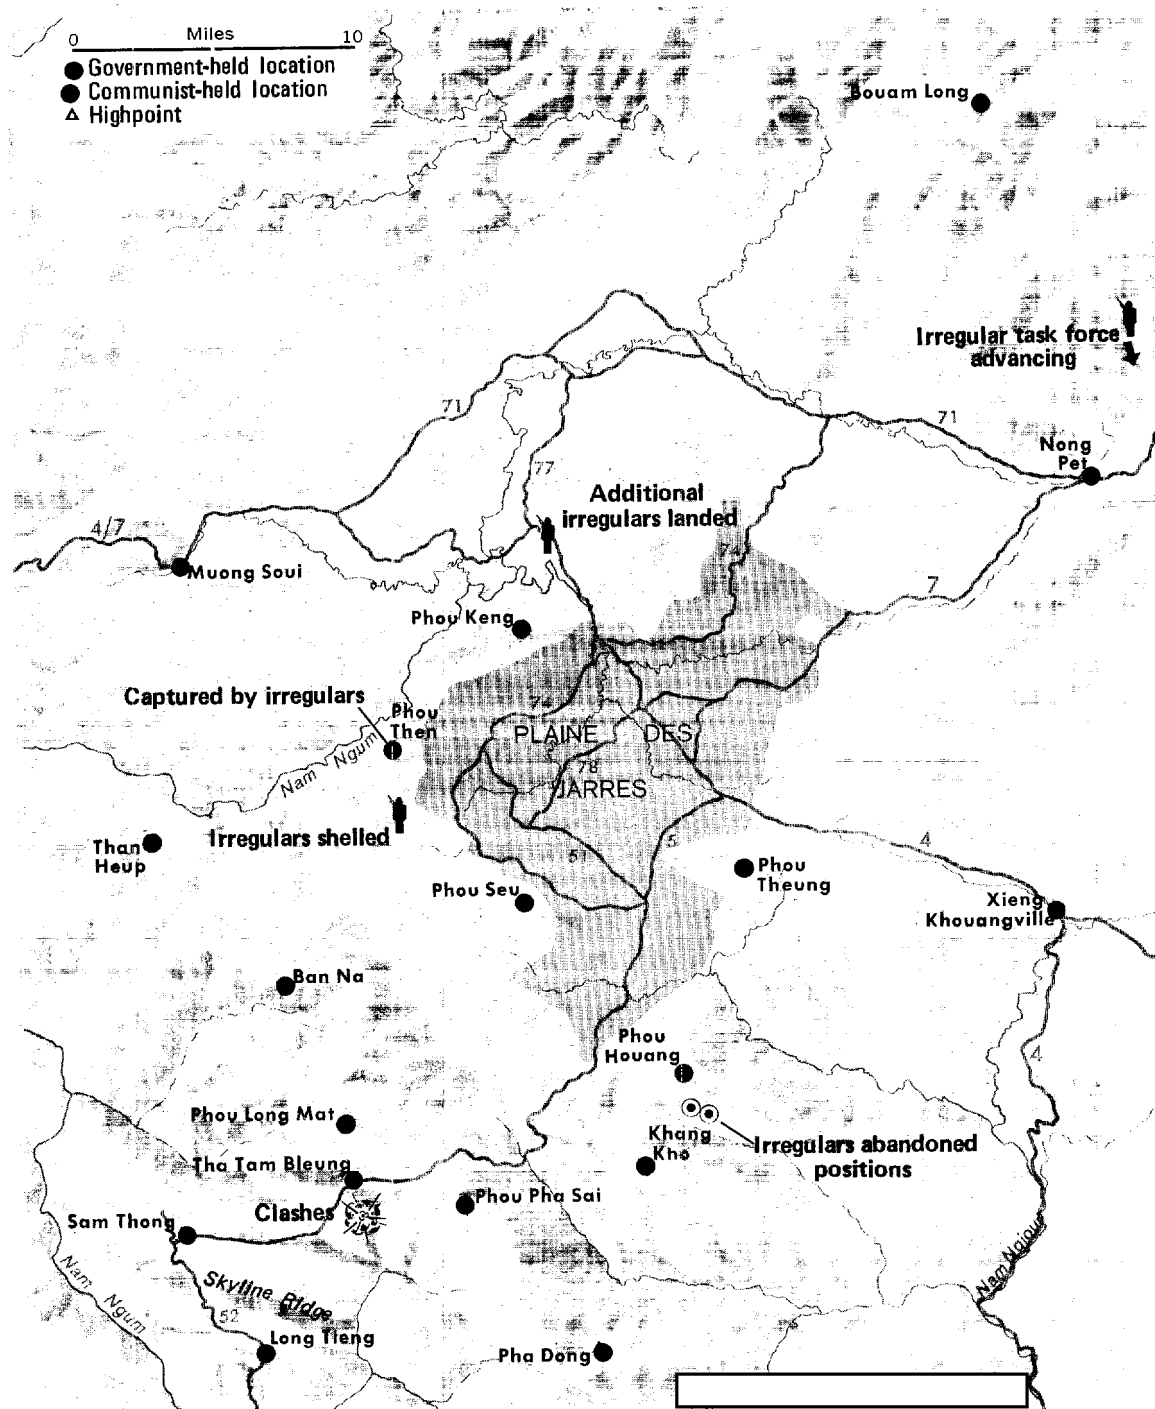 Miles
0 10
Government-held location
Communist-held location
Highpoint
Bouam Long
Irregular task force
advancing
71
71
Nong
Pet
77
Additional
irregulars landed
4/7
74
Muong Soui
7
Phou Keng
Captured by irregulars
Phou
Then
74
PLAINE DES
Nam Ngum
78
JARRES
Irregulars shelled
Than
Heup
51
5
4
Phou
Theung
Phou Seu
Xieng
Khouangville
Ban Na
Phou
Houang
4
Phou Long Mat
Khang
Kho
Irregulars abandoned
positions
Tha Tam Bleung
Phou Pha Sai
Clashes
Sam Thong
Nam Ngiou
Nam Ngum
Skyline Ridge
52
Long Tieng
Pha Dong